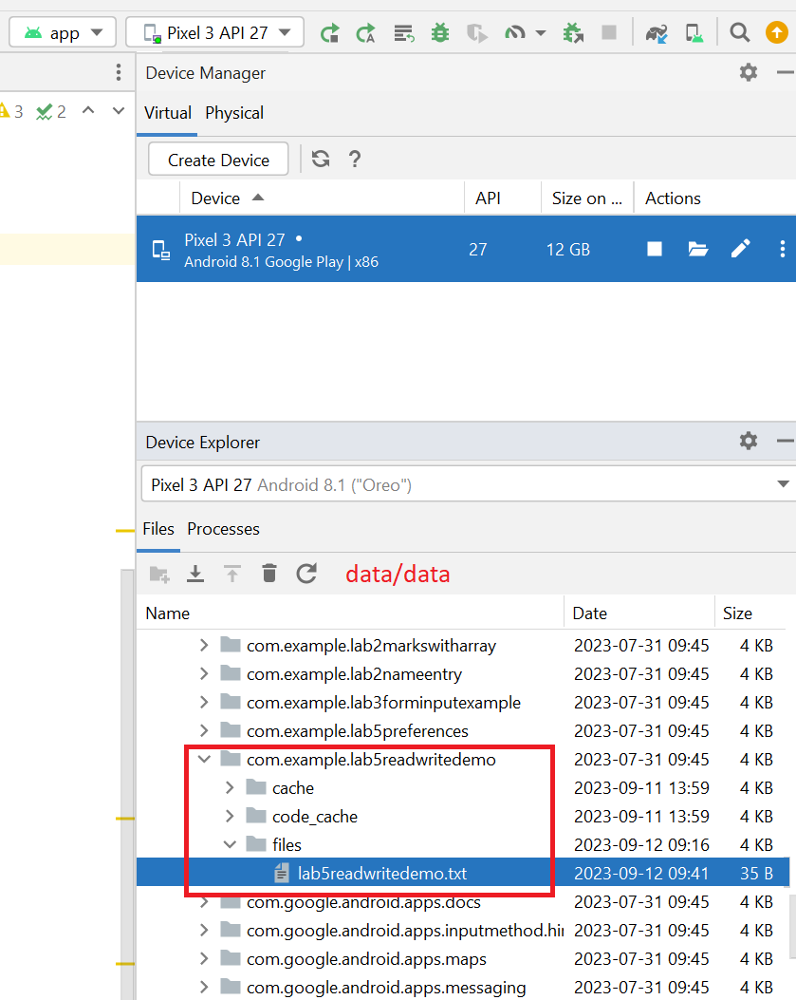 app Pixel 3 API 27
Device Manager
3 2
Virtual Physical
Create Device ?
Device API Size on ... Actions
Pixel 3 API 27 27 12 GB
Android 8.1 Google Play | x86
Device Explorer
Pixel 3 API 27 Android 8.1 ("Oreo")
Files Processes
data/data
Name Date Size
com.example.lab2markswitharray 2023-07-31 09:45 4 KB
com.example.lab2nameentry 2023-07-31 09:45 4 KB
com.example.lab3forminputexample 2023-07-31 09:45 4 KB
com.example.lab5preferences 2023-07-31 09:45 4 KB
com.example.lab5readwritedemo 2023-07-31 09:45 4 KB
cache 2023-09-11 13:59 4 KB
code_cache 2023-09-11 13:59 4 KB
files 2023-09-12 09:16 4 KB
lab5readwritedemo.txt 2023-09-12 09:41 35 B
com.google.android.apps.docs 2023-07-31 09:45 4 KB
com.google.android.apps.inputmethod.hin 2023-07-31 09:45 4 KB
com.google.android.apps.maps 2023-07-31 09:45 4 KB
com.google.android.apps.messaging 2023-07-31 09:45 4 KB